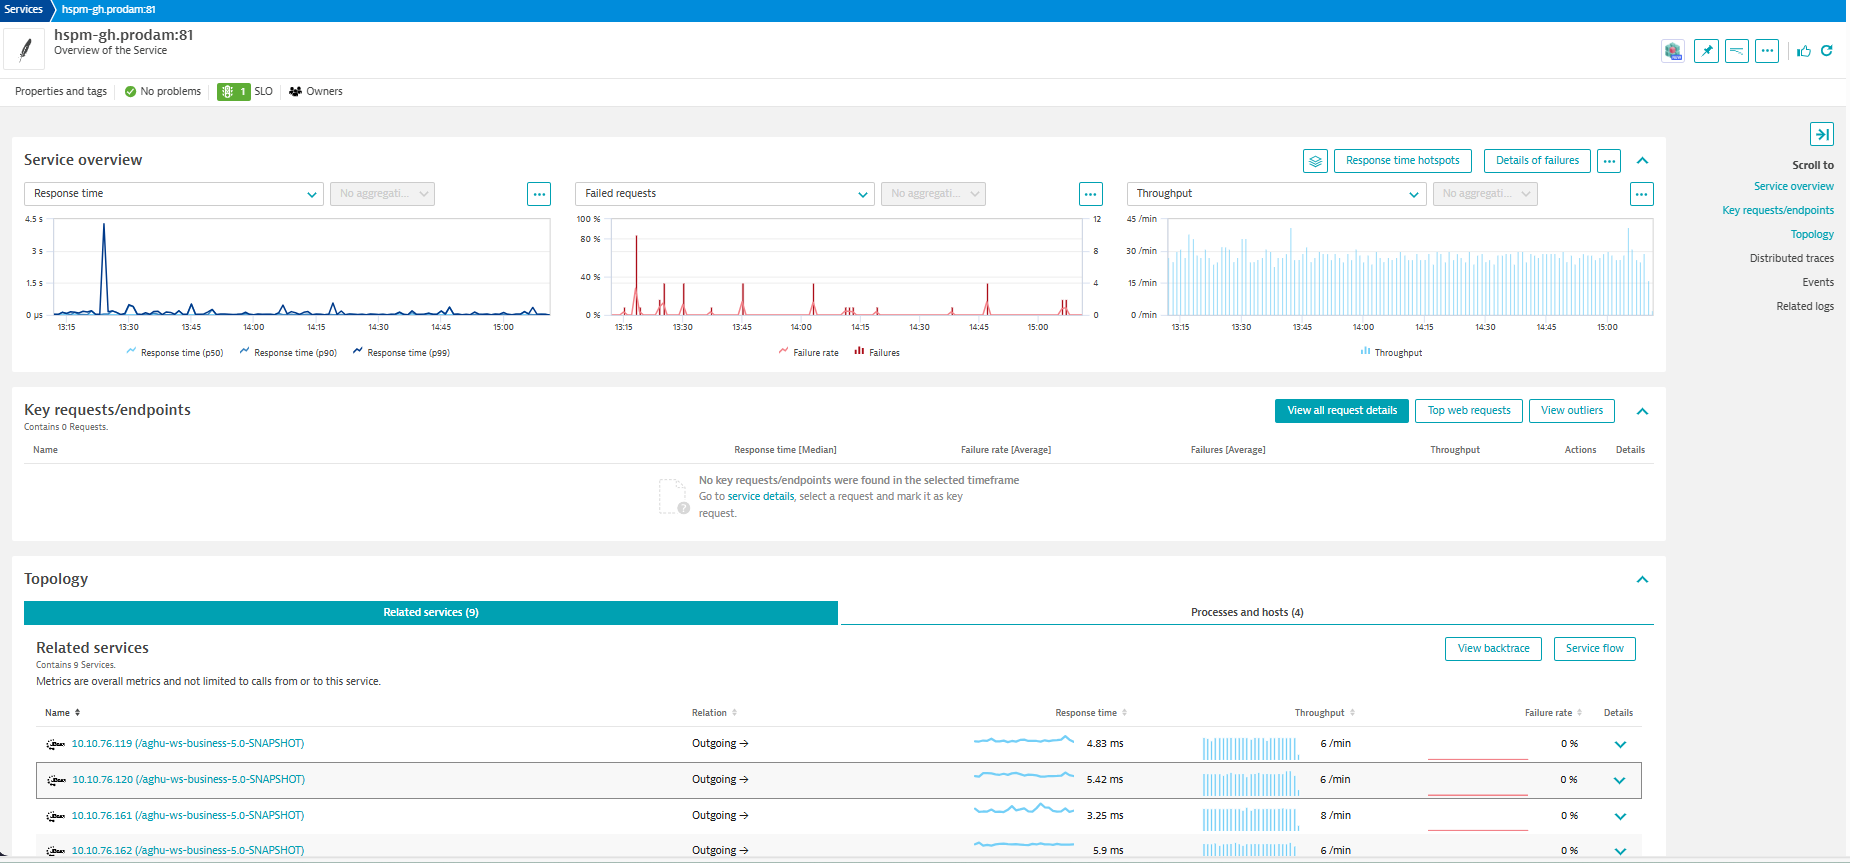 Services
hspm-gh.prodam:81
hspm-gh.prodam:81
Overview of the Service
Properties and tags
No problems
1
SLO
Owners
Service overview
Response time hotspots
Details of failures
Response time
No aggregati...
Failed requests
No aggregati...
Throughput
No aggregati...
4.5 s
3 s
1.5 s
0 µs
13:15 13:30 13:45 14:00 14:15 14:30 14:45 15:00
Response time (p50) Response time (p90) Response time (p99)
100 %
80 %
40 %
0 %
12
8
4
0
13:15 13:30 13:45 14:00 14:15 14:30 14:45 15:00
Failure rate Failures
45 /min
30 /min
15 /min
0 /min
13:15 13:30 13:45 14:00 14:15 14:30 14:45 15:00
Throughput
Scroll to
Service overview
Key requests/endpoints
Topology
Distributed traces
Events
Related logs
Key requests/endpoints
Contains 0 Requests.
View all request details
Top web requests
View outliers
Name Response time [Median] Failure rate [Average] Failures [Average] Throughput Actions Details
No key requests/endpoints were found in the selected timeframe
Go to service details, select a request and mark it as key
request.
Topology
Related services (9)
Processes and hosts (4)
Related services
Contains 9 Services.
Metrics are overall metrics and not limited to calls from or to this service.
View backtrace
Service flow
Name Relation Response time Throughput Failure rate Details
10.10.76.119 (/aghu-ws-business-5.0-SNAPSHOT) Outgoing → 4.83 ms 6 /min 0 %
10.10.76.120 (/aghu-ws-business-5.0-SNAPSHOT) Outgoing → 5.42 ms 6 /min 0 %
10.10.76.161 (/aghu-ws-business-5.0-SNAPSHOT) Outgoing → 3.25 ms 8 /min 0 %
10.10.76.162 (/aghu-ws-business-5.0-SNAPSHOT) Outgoing → 5.9 ms 6 /min 0 %